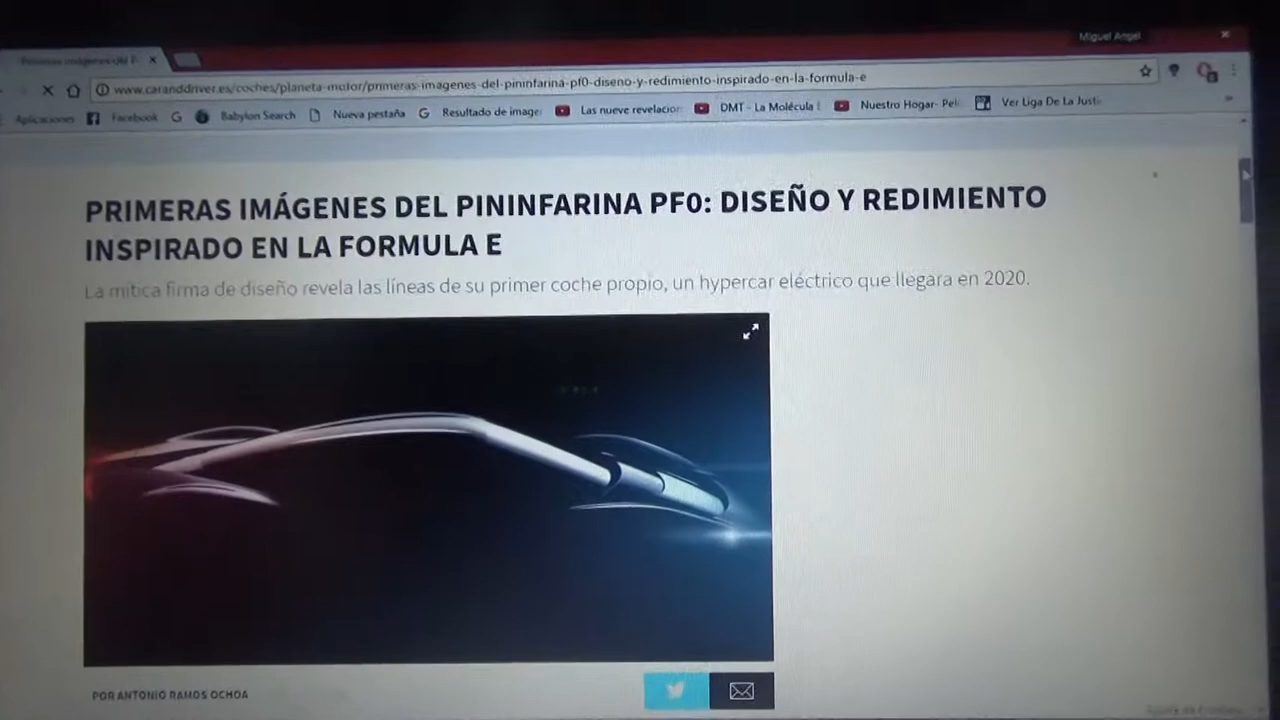 Miguel Angel
www.caranddriver.es/coches/planeta-motor/primeras-imagenes-del-pininfarina-pf0-diseno-y-redimiento-inspirado-en-la-formula-e
Aplicaciones Facebook G Babylon Search Nueva pestaña G Resultado de image Las nueve revelacion DMT - La Molécula Nuestro Hogar- Peli Ver Liga De La Justi
PRIMERAS IMÁGENES DEL PININFARINA PF0: DISEÑO Y REDIMIENTO
INSPIRADO EN LA FORMULA E
La mítica firma de diseño revela las líneas de su primer coche propio, un hypercar eléctrico que llegara en 2020.
POR ANTONIO RAMOS OCHOA